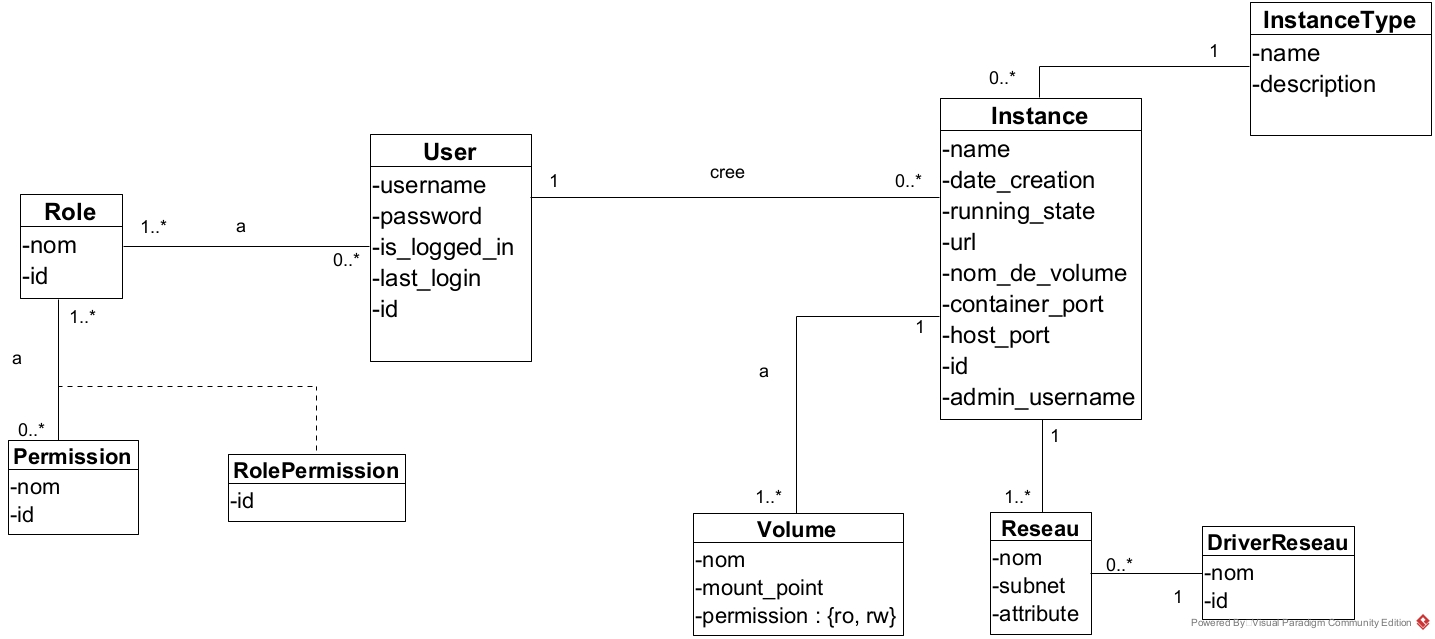 InstanceType
-name
-description
1
0..*
Instance
-name
-date_creation
-running_state
-url
-nom_de_volume
-container_port
-host_port
-id
-admin_username
User
-username
-password
-is_logged_in
-last_login
-id
1
cree
0..*
Role
-nom
-id
1..*
a
0..*
1..*
a
0..*
Permission
-nom
-id
RolePermission
-id
1
a
1..*
Volume
-nom
-mount_point
-permission : {ro, rw}
1
1..*
Reseau
-nom
-subnet
-attribute
0..*
1
DriverReseau
-nom
-id
Powered By Visual Paradigm Community Edition